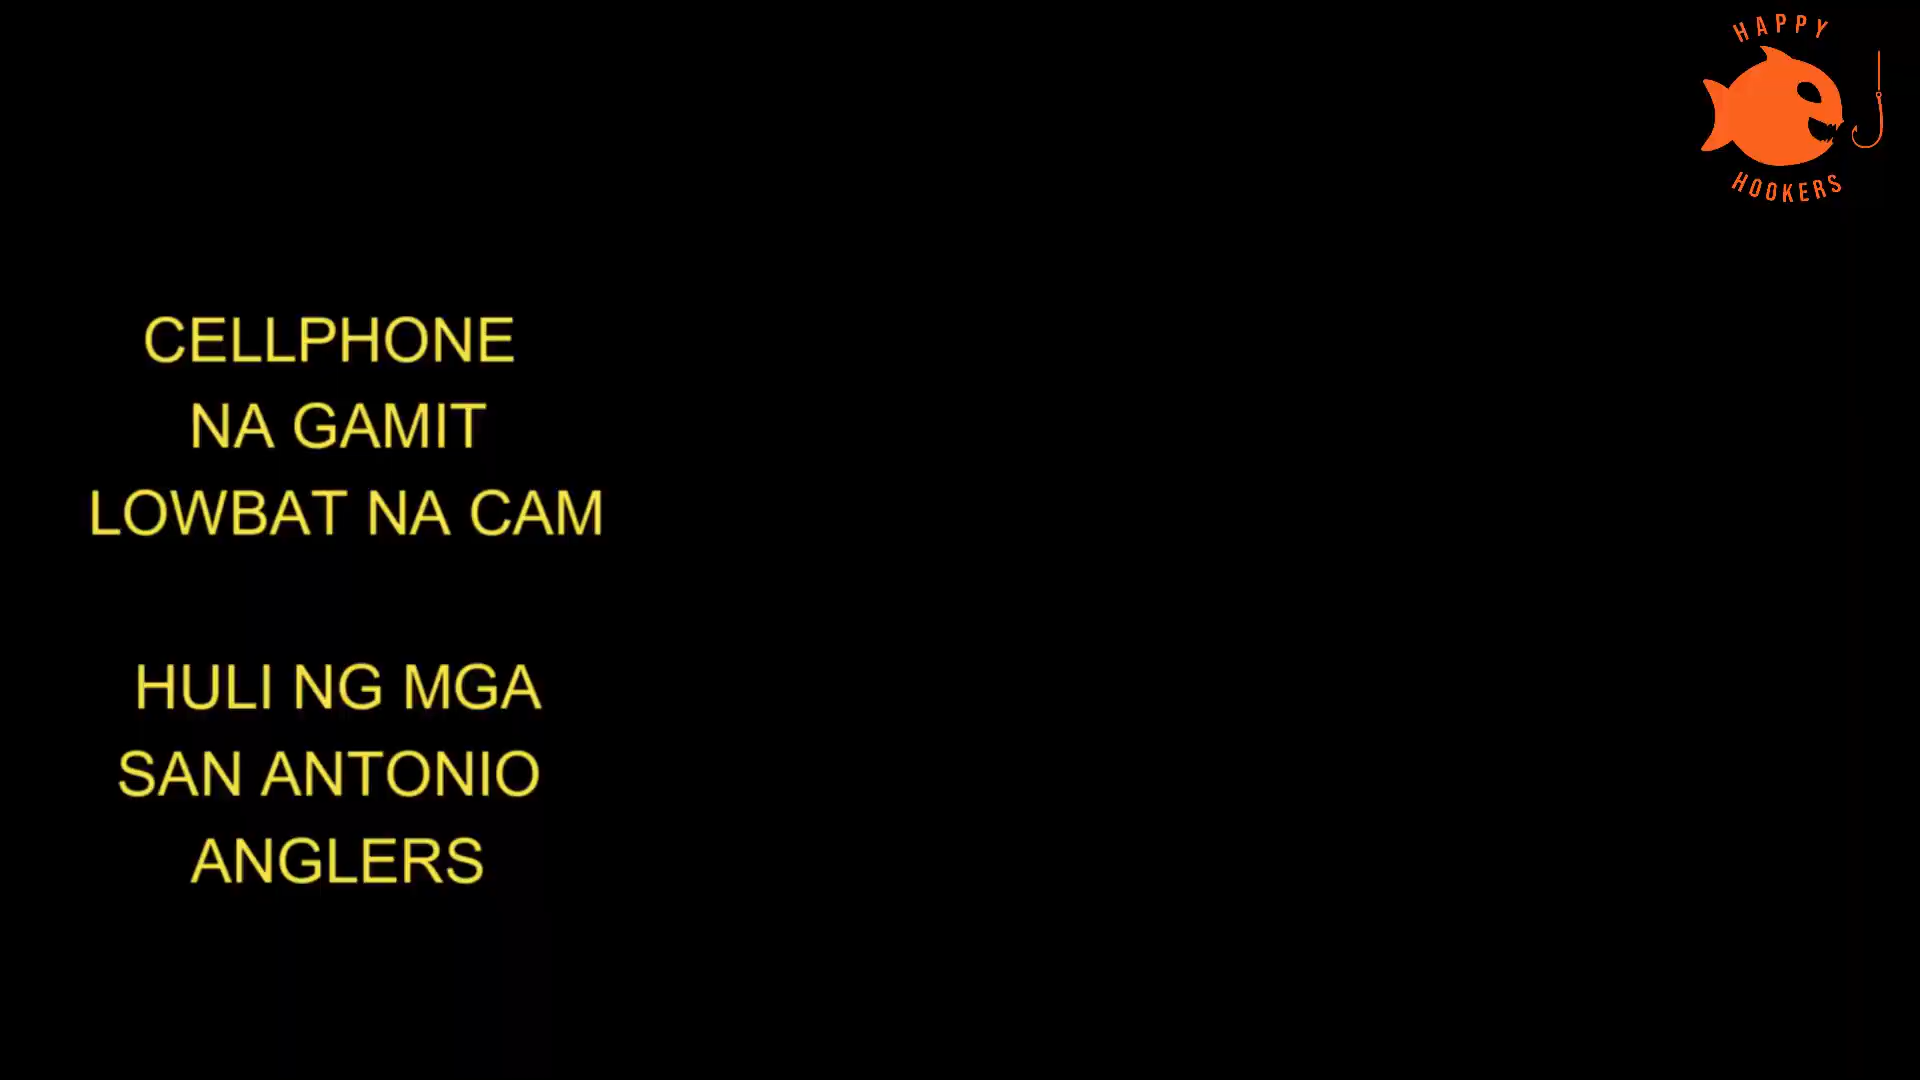 HAPPY
HOOKERS
CELLPHONE
NA GAMIT
LOWBAT NA CAM
HULI NG MGA
SAN ANTONIO
ANGLERS